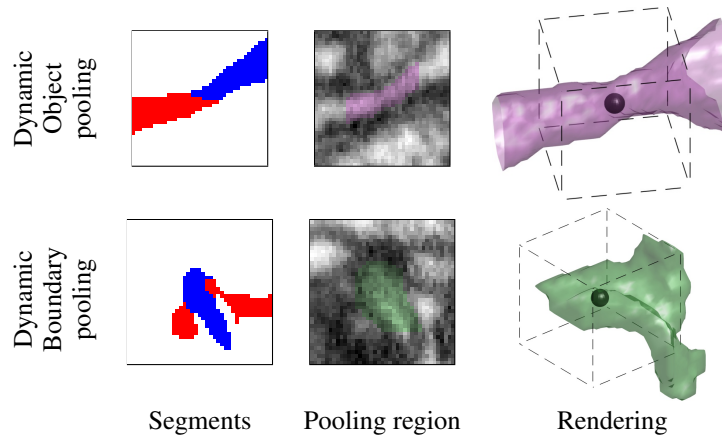 Dynamic
Object
pooling
Dynamic
Boundary
pooling
Segments
Pooling region
Rendering